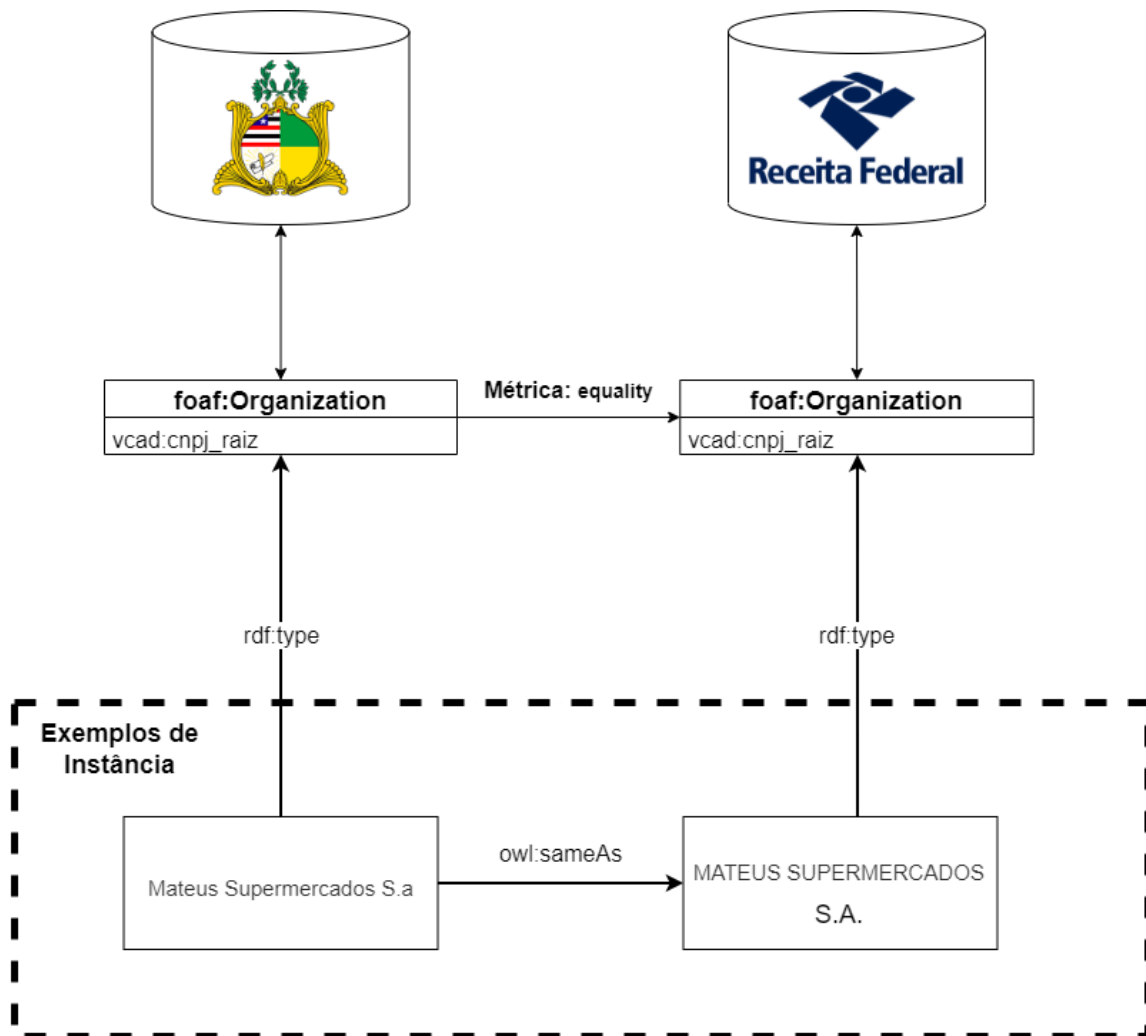 Receita Federal
foaf:Organization
vcad:cnpj_raiz
Métrica: equality
foaf:Organization
vcad:cnpj_raiz
rdf:type
rdf:type
Exemplos de
Instância
Mateus Supermercados S.a
owl:sameAs
MATEUS SUPERMERCADOS
S.A.